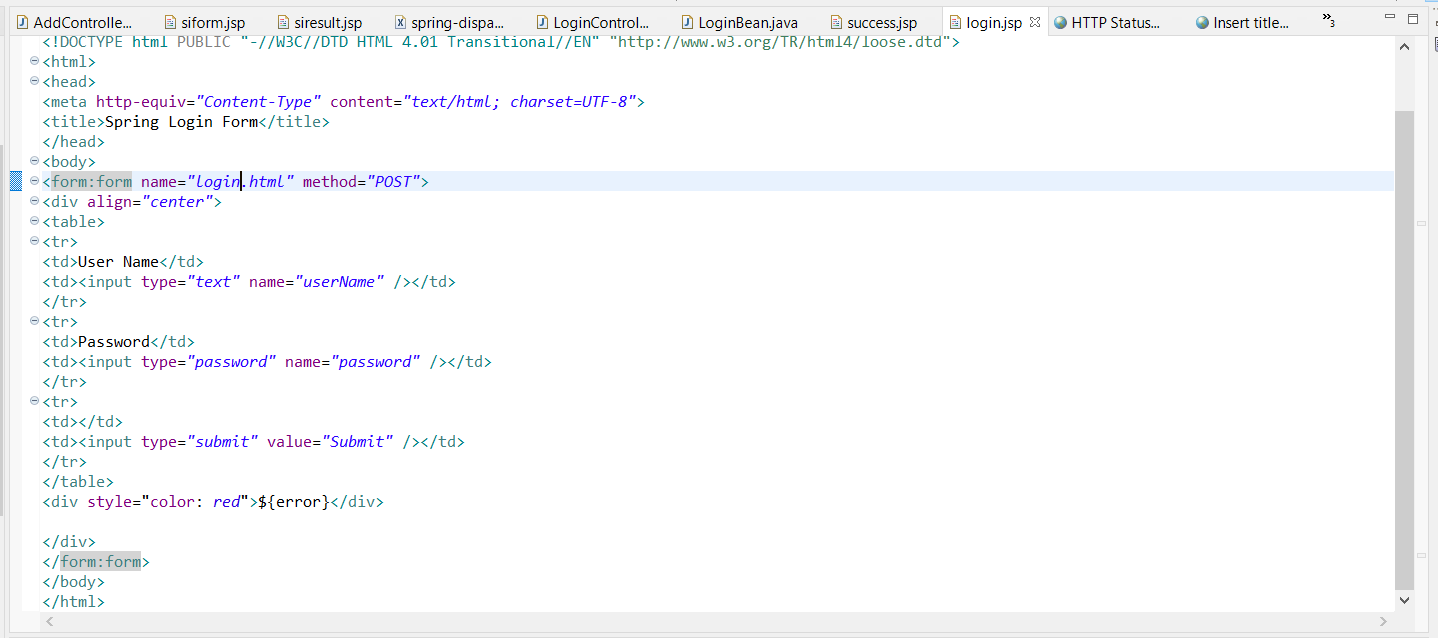 AddControlle... siform.jsp siresult.jsp spring-dispa... LoginControl... LoginBean.java success.jsp login.jsp HTTP Status... Insert title... »3
<!DOCTYPE html PUBLIC "-//W3C//DTD HTML 4.01 Transitional//EN" "http://www.w3.org/TR/html4/loose.dtd">
<html>
<head>
<meta http-equiv="Content-Type" content="text/html; charset=UTF-8">
<title>Spring Login Form</title>
</head>
<body>
<form:form name="login.html" method="POST">
<div align="center">
<table>
<tr>
<td>User Name</td>
<td><input type="text" name="userName" /></td>
</tr>
<tr>
<td>Password</td>
<td><input type="password" name="password" /></td>
</tr>
<tr>
<td></td>
<td><input type="submit" value="Submit" /></td>
</tr>
</table>
<div style="color: red">${error}</div>
</div>
</form:form>
</body>
</html>